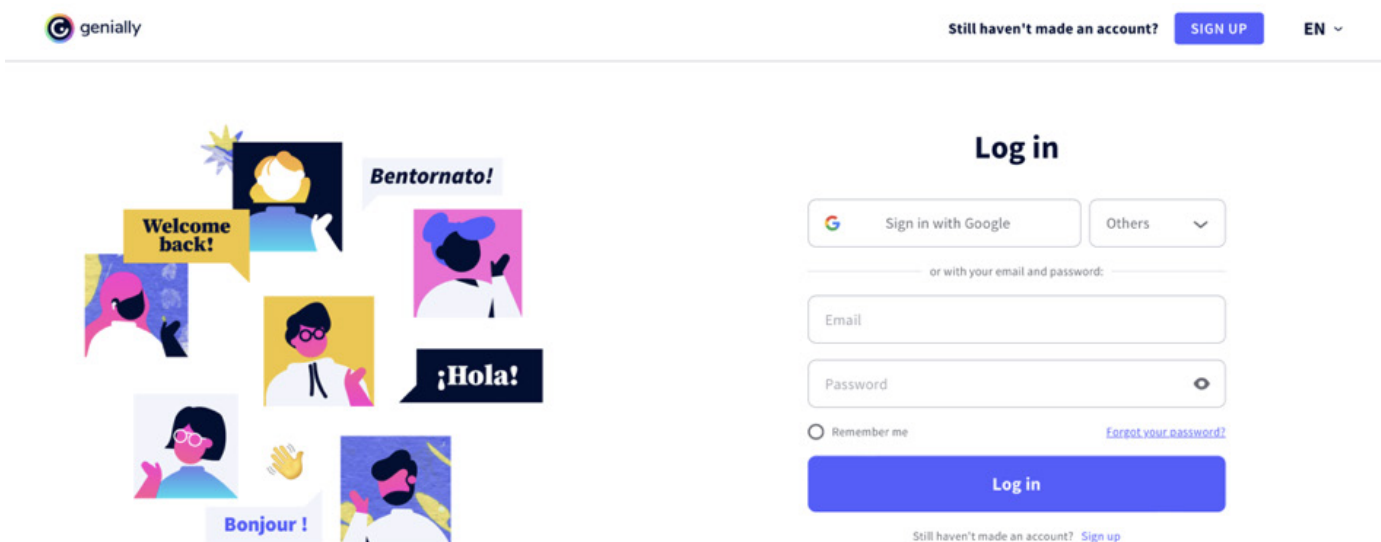 genially
Still haven't made an account? SIGN UP EN
Bentornato!
Welcome
back!
¡Hola!
Bonjour !
Log in
Sign in with Google Others
or with your email and password:
Email
Password
Remember me Forgot your password?
Log in
Still haven't made an account? Sign up